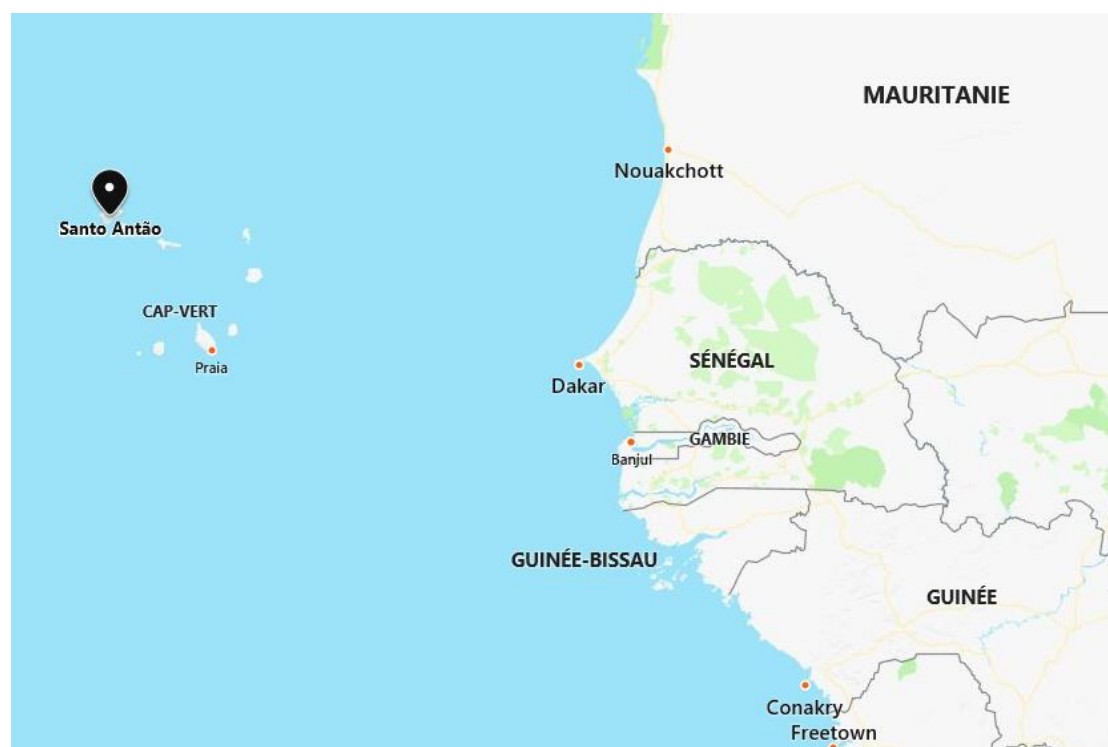 MAURITANIE
Nouakchott
Santo Antão
CAP-VERT
Praia
SÉNÉGAL
Dakar
GAMBIE
Banjul
GUINÉE-BISSAU
GUINÉE
Conakry
Freetown